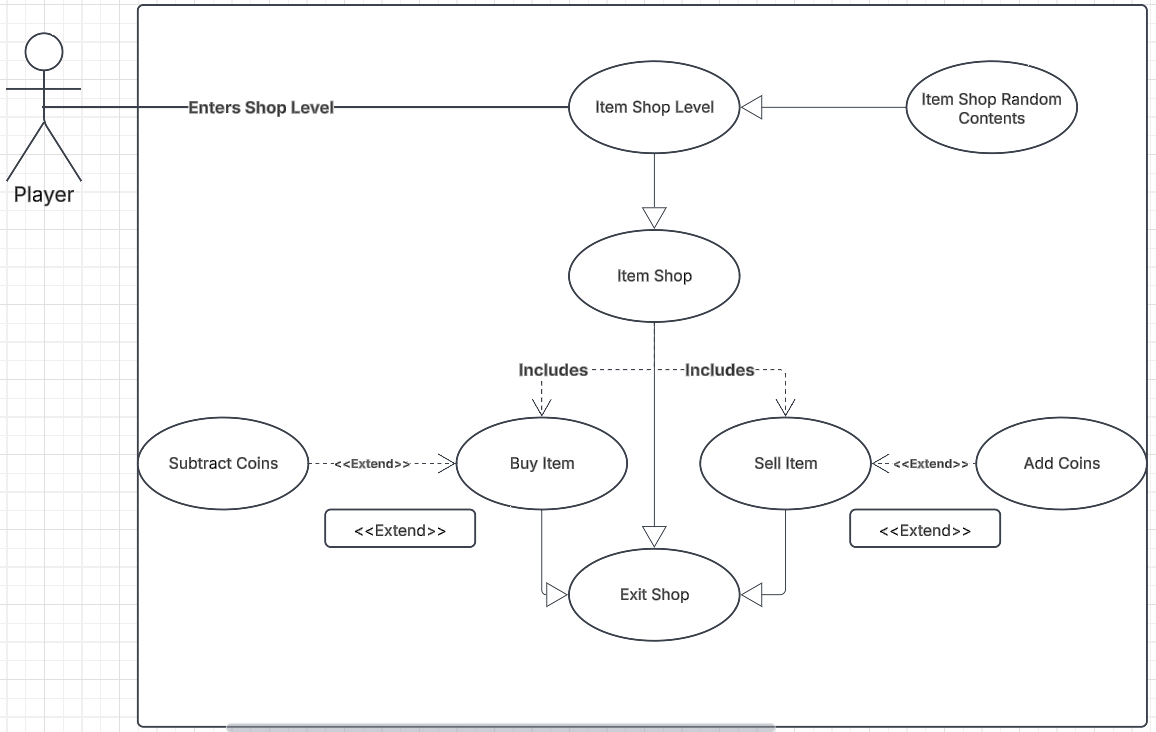 Enters Shop Level
Item Shop Level
Item Shop Random
Contents
Player
Item Shop
Includes
Includes
Subtract Coins
<<Extend>>
Buy Item
Sell Item
<<Extend>>
Add Coins
<<Extend>>
<<Extend>>
Exit Shop